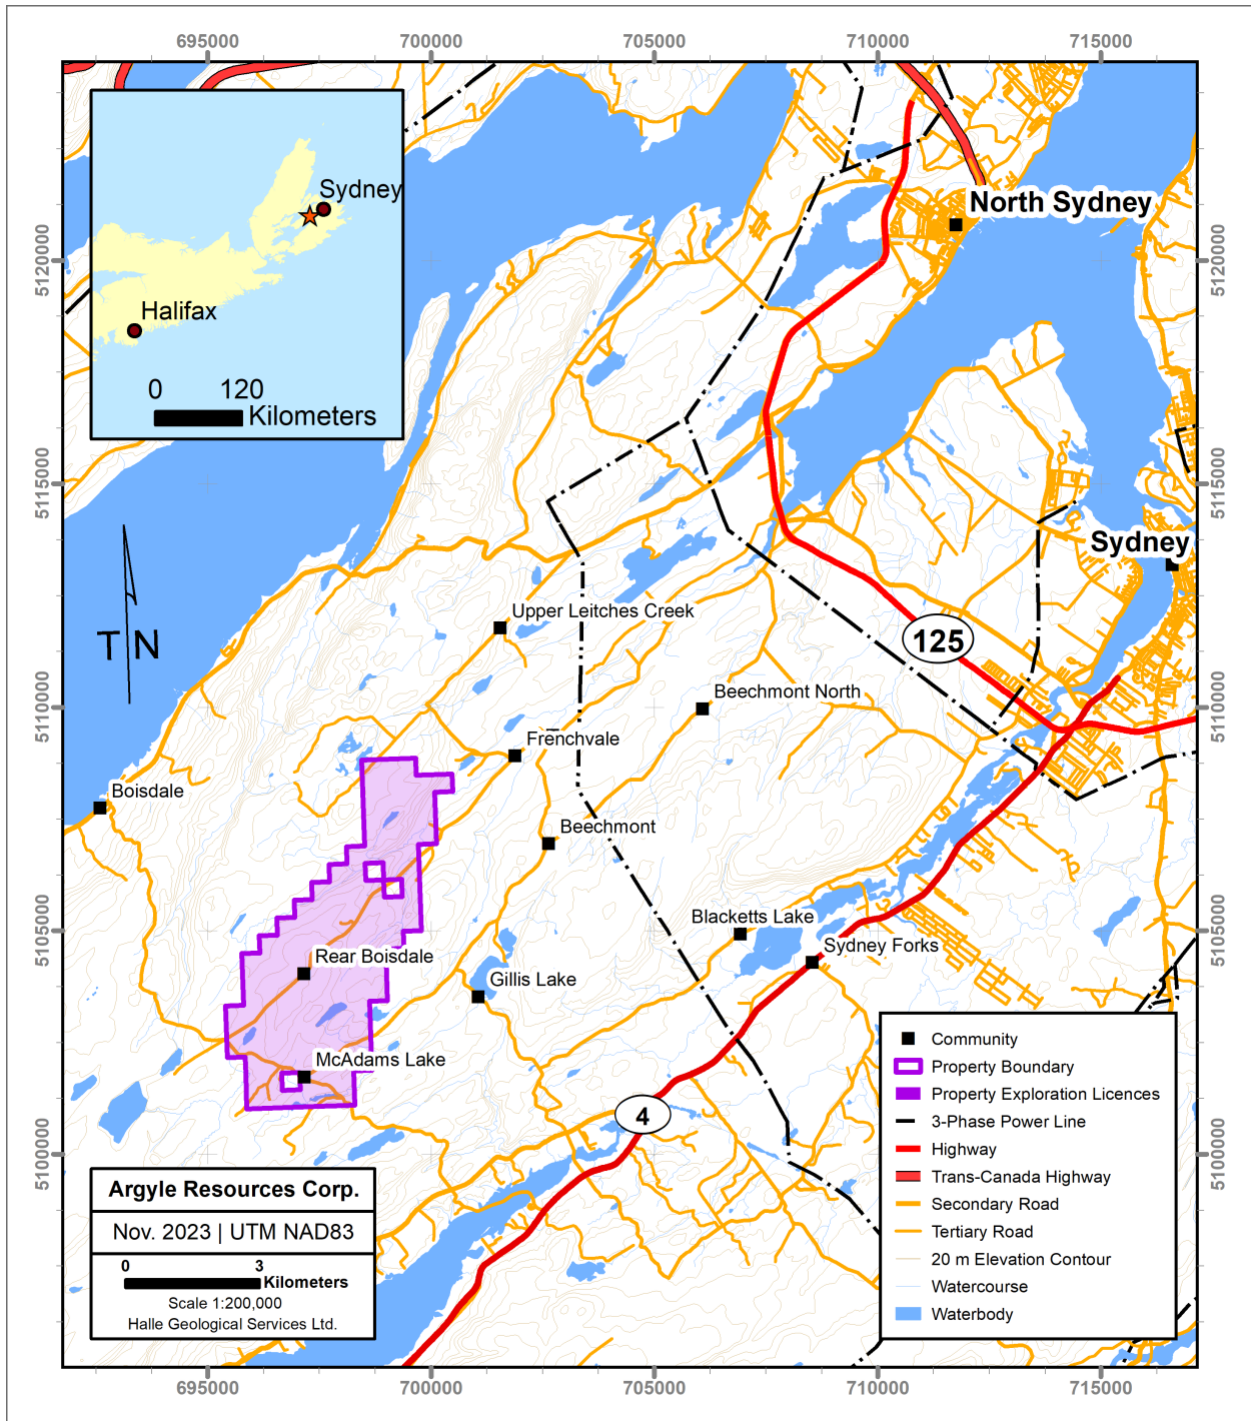 695000
700000
705000
710000
715000
5120000
5115000
5110000
5105000
5100000
5120000
5115000
5110000
5105000
5100000
Sydney
Halifax
0 120
Kilometers
North Sydney
Sydney
T N
125
Upper Leitches Creek
Beechmont North
Frenchvale
Boisdale
Beechmont
Blacketts Lake
Sydney Forks
Rear Boisdale
Gillis Lake
McAdams Lake
4
Community
Property Boundary
Property Exploration Licences
3-Phase Power Line
Highway
Trans-Canada Highway
Secondary Road
Tertiary Road
20 m Elevation Contour
Watercourse
Waterbody
Argyle Resources Corp.
Nov. 2023 | UTM NAD83
0 3
Kilometers
Scale 1:200,000
Halle Geological Services Ltd.
695000
700000
705000
710000
715000